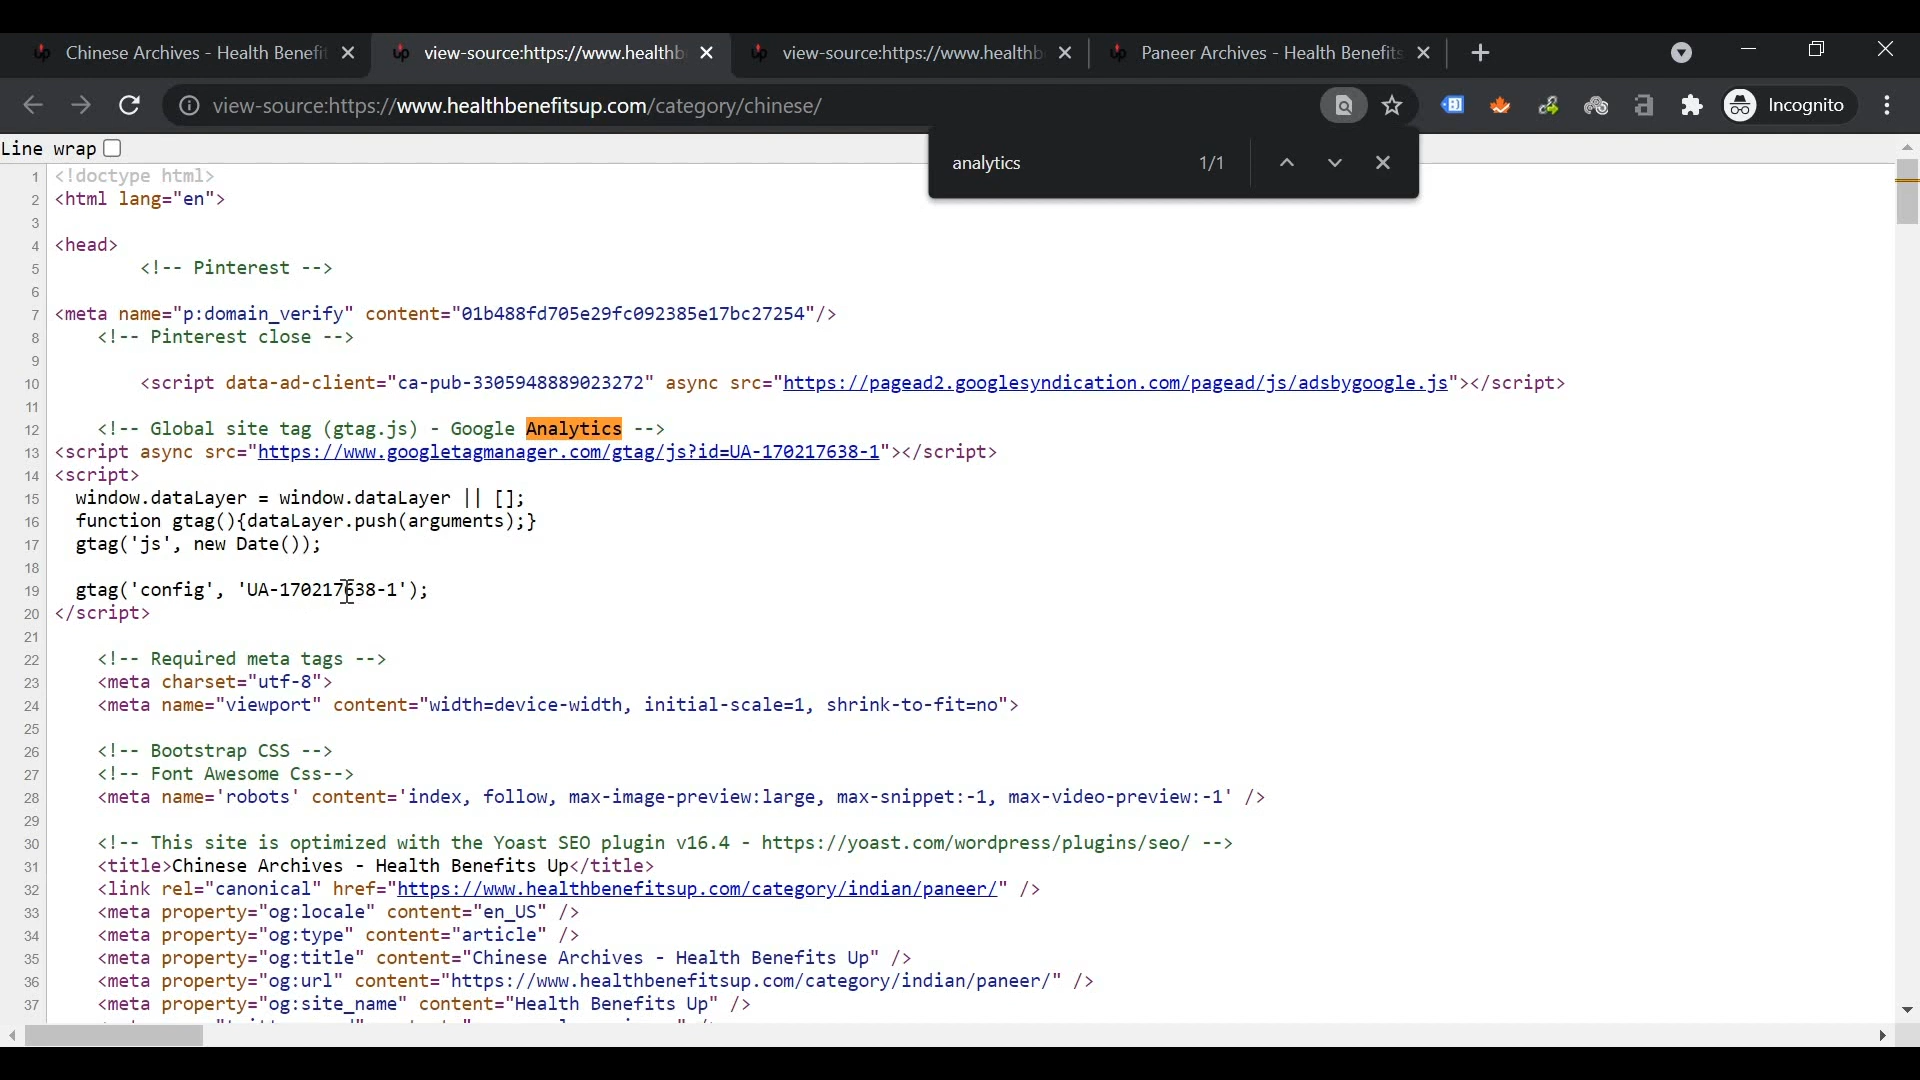 Chinese Archives - Health Benefit
view-source:https://www.healthb
view-source:https://www.healthb
Paneer Archives - Health Benefits
view-source:https://www.healthbenefitsup.com/category/chinese/
Incognito
Line wrap
analytics 1/1
1 <!doctype html>
2 <html lang="en">
3
4 <head>
5 <!-- Pinterest -->
6
7 <meta name="p:domain_verify" content="01b488fd705e29fc092385e17bc27254"/>
8 <!-- Pinterest close -->
9
10 <script data-ad-client="ca-pub-3305948889023272" async src="https://pagead2.googlesyndication.com/pagead/js/adsbygoogle.js"></script>
11
12 <!-- Global site tag (gtag.js) - Google Analytics -->
13 <script async src="https://www.googletagmanager.com/gtag/js?id=UA-170217638-1"></script>
14 <script>
15 window.dataLayer = window.dataLayer || [];
16 function gtag(){dataLayer.push(arguments);}
17 gtag('js', new Date());
18
19 gtag('config', 'UA-170217638-1');
20 </script>
21
22 <!-- Required meta tags -->
23 <meta charset="utf-8">
24 <meta name="viewport" content="width=device-width, initial-scale=1, shrink-to-fit=no">
25
26 <!-- Bootstrap CSS -->
27 <!-- Font Awesome Css-->
28 <meta name='robots' content='index, follow, max-image-preview:large, max-snippet:-1, max-video-preview:-1' />
29
30 <!-- This site is optimized with the Yoast SEO plugin v16.4 - https://yoast.com/wordpress/plugins/seo/ -->
31 <title>Chinese Archives - Health Benefits Up</title>
32 <link rel="canonical" href="https://www.healthbenefitsup.com/category/indian/paneer/" />
33 <meta property="og:locale" content="en_US" />
34 <meta property="og:type" content="article" />
35 <meta property="og:title" content="Chinese Archives - Health Benefits Up" />
36 <meta property="og:url" content="https://www.healthbenefitsup.com/category/indian/paneer/" />
37 <meta property="og:site_name" content="Health Benefits Up" />